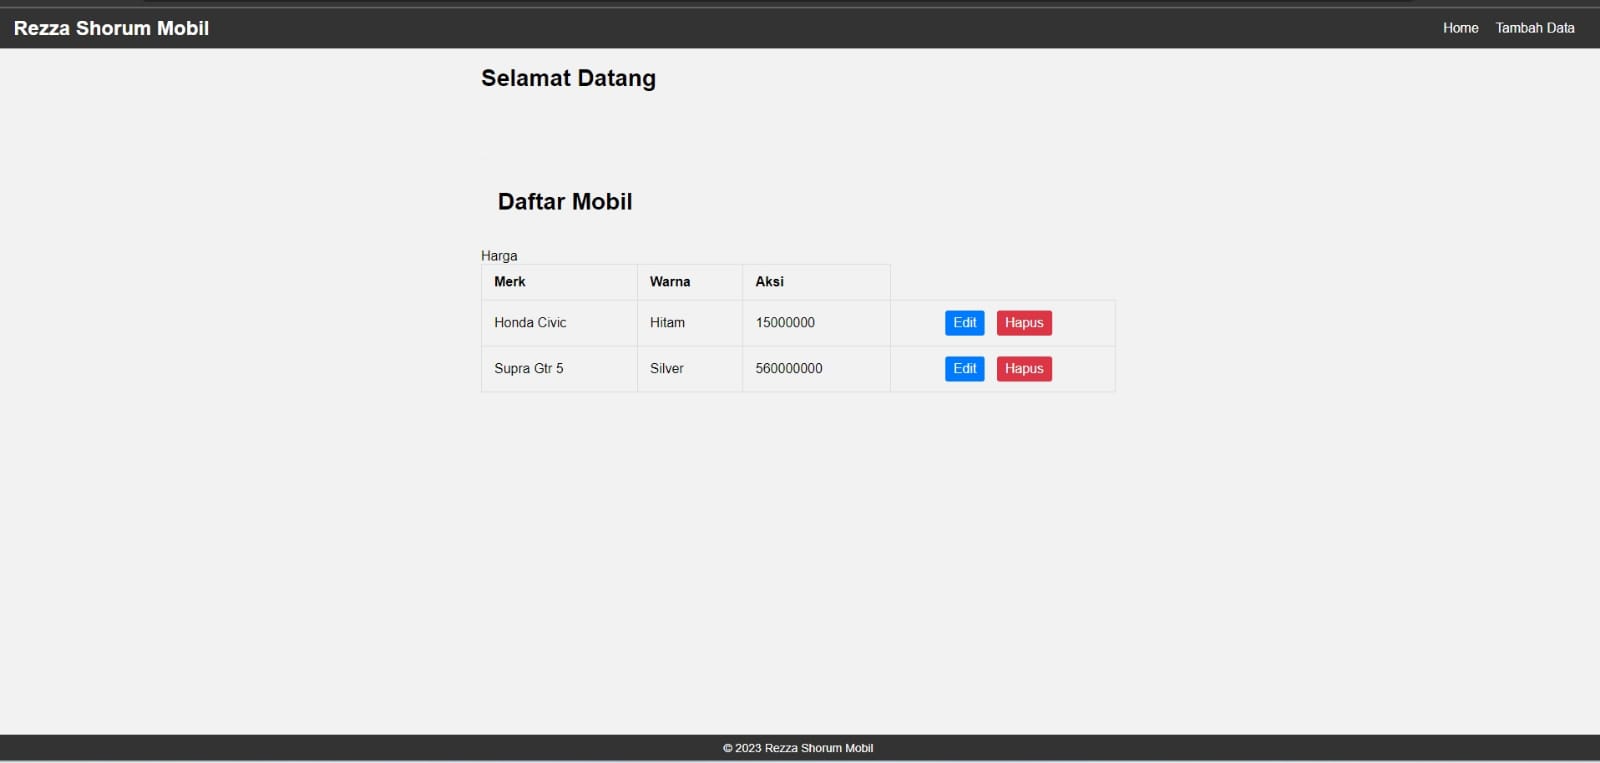 Rezza Shorum Mobil Home Tambah Data
Selamat Datang
Daftar Mobil
Harga
Merk Warna Aksi
Honda Civic Hitam 15000000 Edit Hapus
Supra Gtr 5 Silver 560000000 Edit Hapus
© 2023 Rezza Shorum Mobil